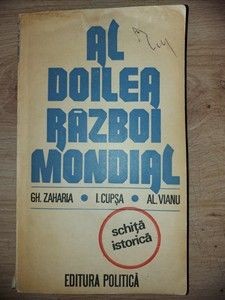 AL
DOILEA
RĂZBOI
MONDIAL
GH. ZAHARIA • I. CUPŞA • AL. VIANU
schiţă
istorică
EDITURA POLITICĂ